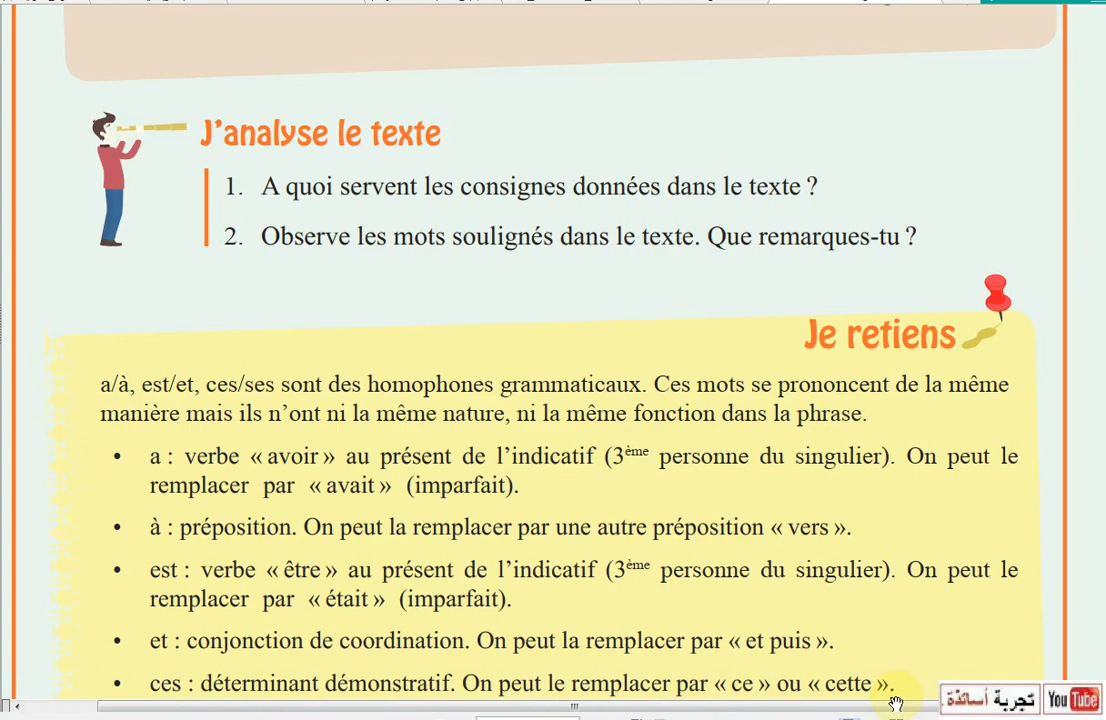 J'analyse le texte
1. A quoi servent les consignes données dans le texte ?
2. Observe les mots soulignés dans le texte. Que remarques-tu ?
Je retiens
a/à, est/et, ces/ses sont des homophones grammaticaux. Ces mots se prononcent de la même
manière mais ils n'ont ni la même nature, ni la même fonction dans la phrase.
• a : verbe « avoir » au présent de l'indicatif (3ème personne du singulier). On peut le
remplacer par « avait » (imparfait).
• à : préposition. On peut la remplacer par une autre préposition « vers ».
• est : verbe « être » au présent de l'indicatif (3ème personne du singulier). On peut le
remplacer par « était » (imparfait).
• et : conjonction de coordination. On peut la remplacer par « et puis ».
• ces : déterminant démonstratif. On peut le remplacer par « ce » ou « cette ».
تجربة أساتذة.
YouTube